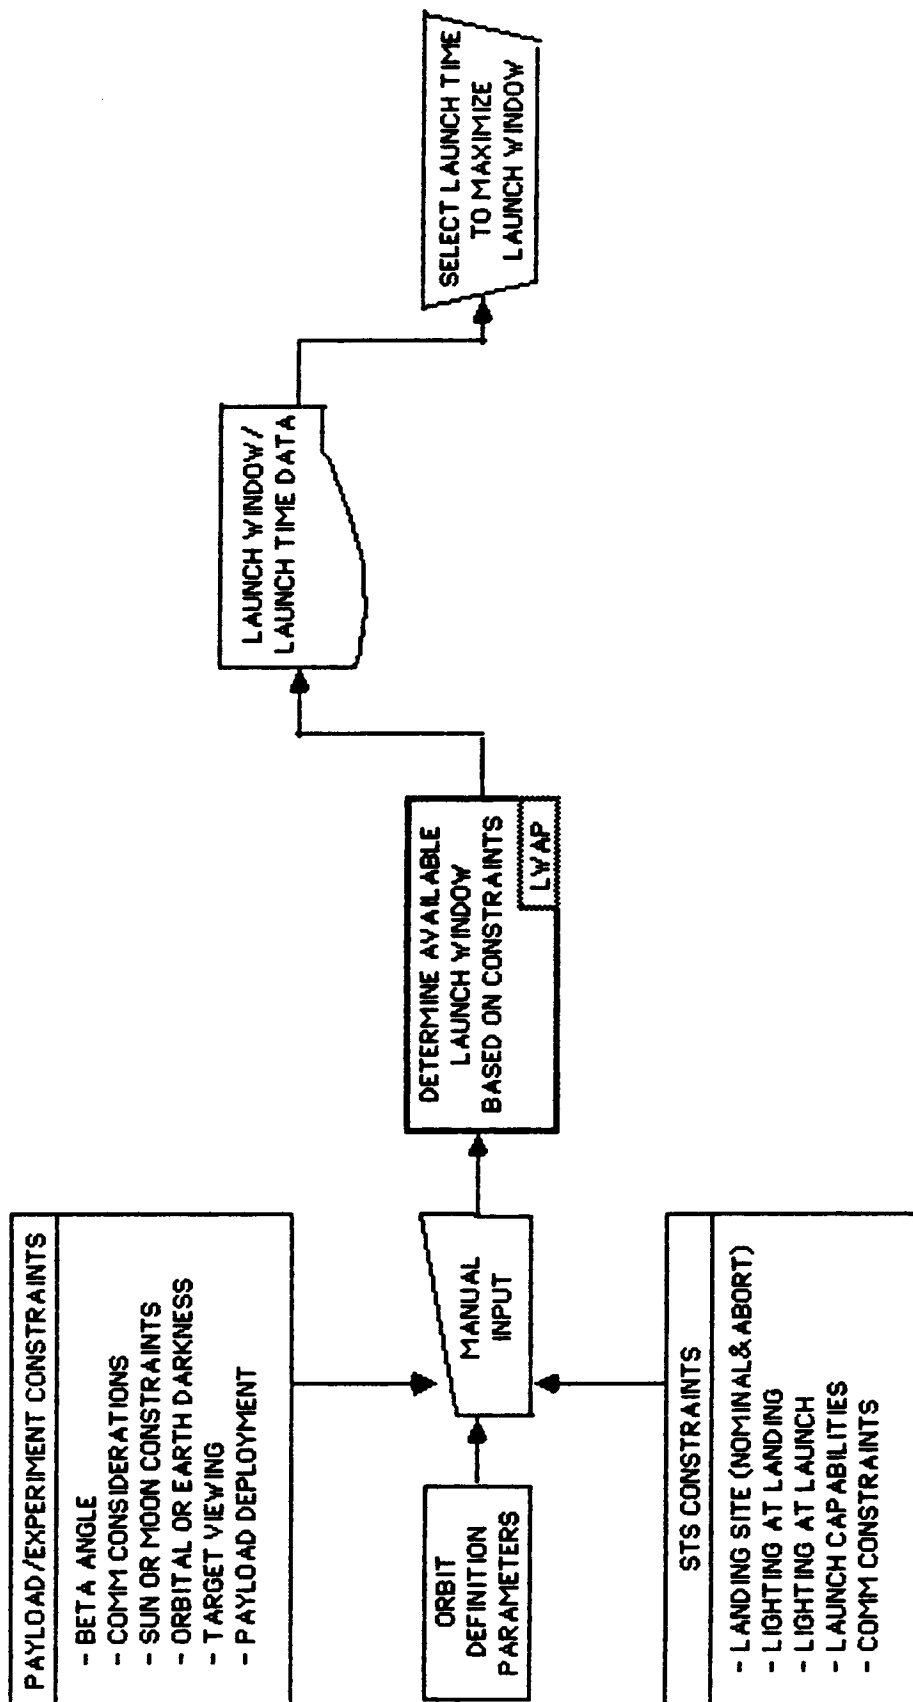 PAYLOAD/EXPERIMENT CONSTRAINTS
- BETA ANGLE
- COMM CONSIDERATIONS
- SUN OR MOON CONSTRAINTS
- ORBITAL OR EARTH DARKNESS
- TARGET VIEWING
- PAYLOAD DEPLOYMENT
ORBIT
DEFINITION
PARAMETERS
MANUAL
INPUT
STS CONSTRAINTS
- LANDING SITE (NOMINAL&ABORT)
- LIGHTING AT LANDING
- LIGHTING AT LAUNCH
- LAUNCH CAPABILITIES
- COMM CONSTRAINTS
DETERMINE AVAILABLE
LAUNCH WINDOW
BASED ON CONSTRAINTS
LWAP
LAUNCH WINDOW/
LAUNCH TIME DATA
SELECT LAUNCH TIME
TO MAXIMIZE
LAUNCH WINDOW